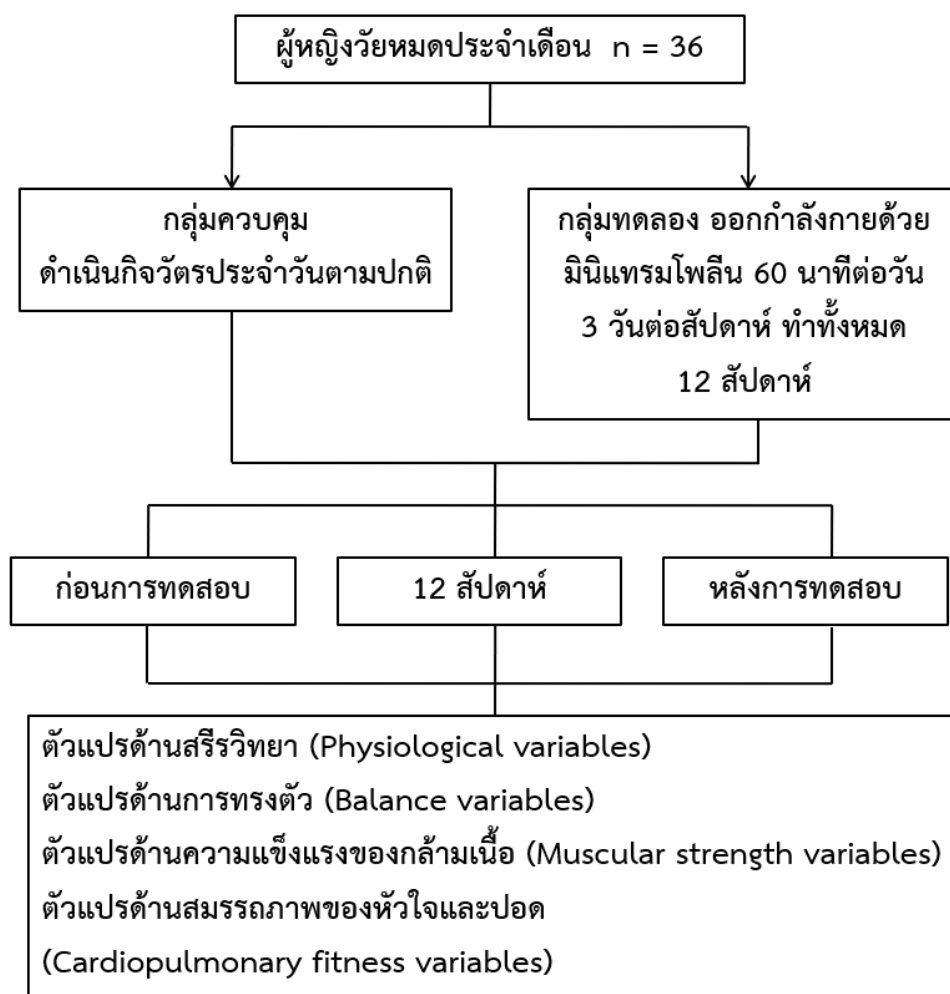 ผู้หญิงวัยหมดประจำเดือน n = 36
กลุ่มควบคุม
ดำเนินกิจวัตรประจำวันตามปกติ
กลุ่มทดลอง ออกกำลังกายด้วย
มินิแทรมโพลีน 60 นาทีต่อวัน
3 วันต่อสัปดาห์ ทำทั้งหมด
12 สัปดาห์
ก่อนการทดสอบ
12 สัปดาห์
หลังการทดสอบ
ตัวแปรด้านสรีรวิทยา (Physiological variables)
ตัวแปรด้านการทรงตัว (Balance variables)
ตัวแปรด้านความแข็งแรงของกล้ามเนื้อ (Muscular strength variables)
ตัวแปรด้านสมรรถภาพของหัวใจและปอด
(Cardiopulmonary fitness variables)